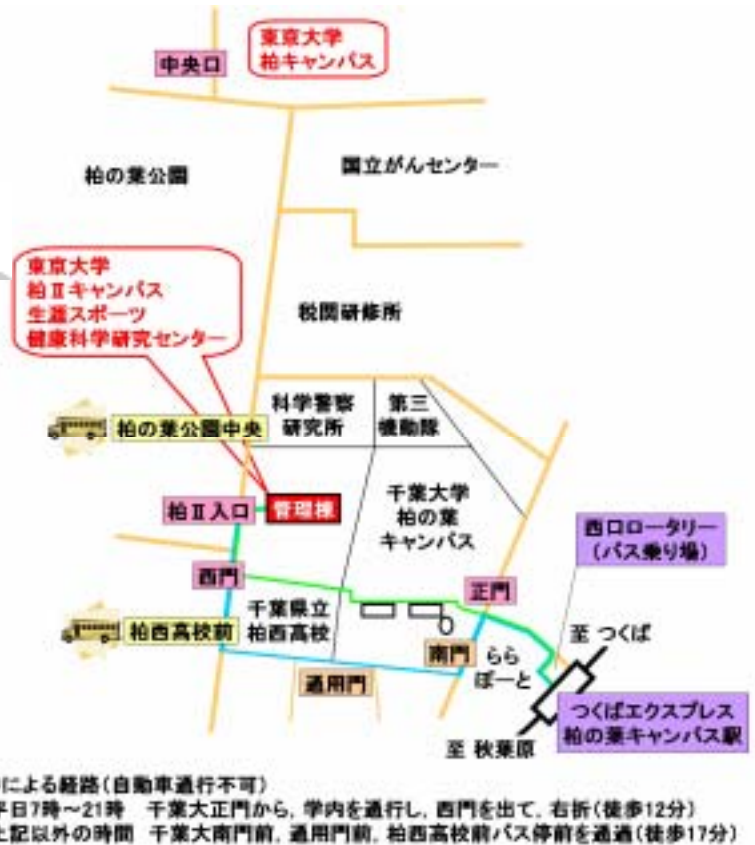 東京大学
柏キャンパス
中央口
柏の葉公園
国立がんセンター
東京大学
柏Ⅱキャンパス
生涯スポーツ
健康科学研究センター
税関研修所
科学警察
研究所
第三
機動隊
柏の葉公園中央
千葉大学
柏の葉
キャンパス
柏Ⅱ入口
管理棟
西口ロータリー
(バス乗り場)
西門
正門
千葉県立
柏西高校
柏西高校前
至 つくば
南門
らら
ぽーと
通用門
つくばエクスプレス
柏の葉キャンパス駅
至 秋葉原
による経路(自動車通行不可)
平日7時~21時 千葉大正門から, 学内を通行し, 西門を出て, 右折(徒歩12分)
上記以外の時間 千葉大南門前, 通用門前, 柏西高校前バス停前を通過(徒歩17分)